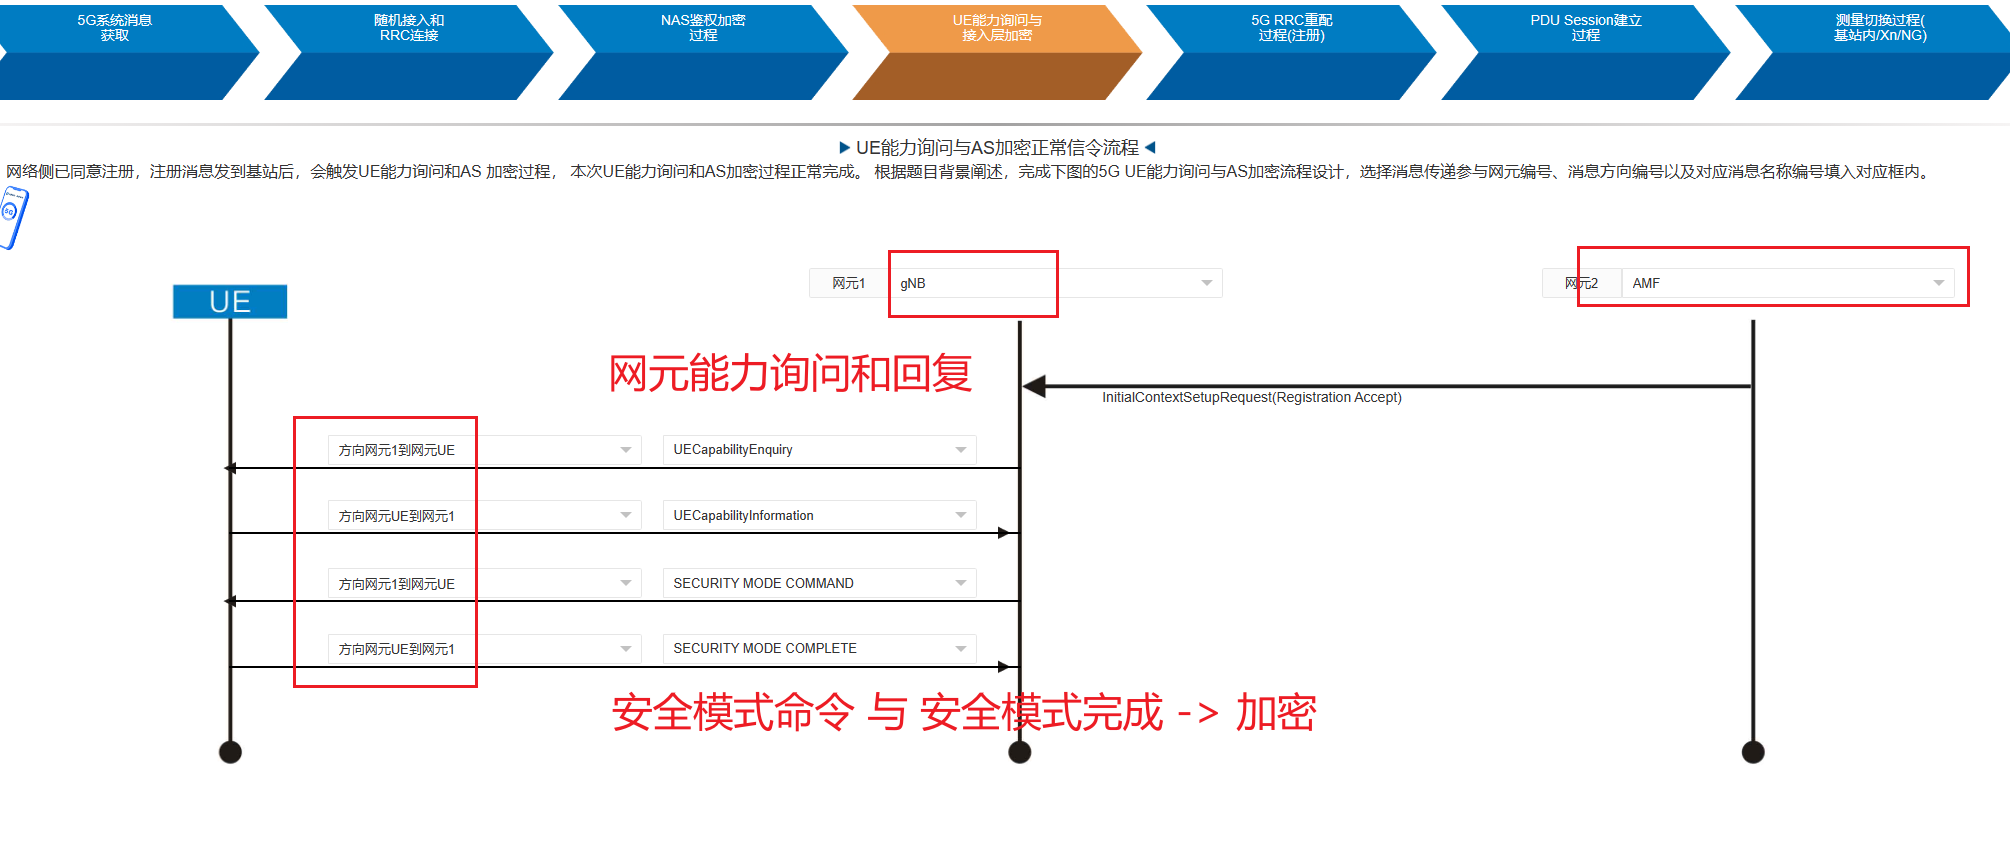 5G系统消息
获取
随机接入和
RRC连接
NAS鉴权加密
过程
UE能力询问与
接入层加密
5G RRC重配
过程(注册)
PDU Session建立
过程
测量切换过程(
基站内/Xn/NG)
UE能力询问与AS加密正常信令流程
网络侧已同意注册，注册消息发到基站后，会触发UE能力询问和AS 加密过程， 本次UE能力询问和AS加密过程正常完成。 根据题目背景阐述，完成下图的5G UE能力询问与AS加密流程设计，选择消息传递参与网元编号、消息方向编号以及对应消息名称编号填入对应框内。
5G
UE
网元1 gNB
网元2 AMF
网元能力询问和回复
InitialContextSetupRequest(Registration Accept)
方向网元1到网元UE UECapabilityEnquiry
方向网元UE到网元1 UECapabilityInformation
方向网元1到网元UE SECURITY MODE COMMAND
方向网元UE到网元1 SECURITY MODE COMPLETE
安全模式命令 与 安全模式完成 -> 加密